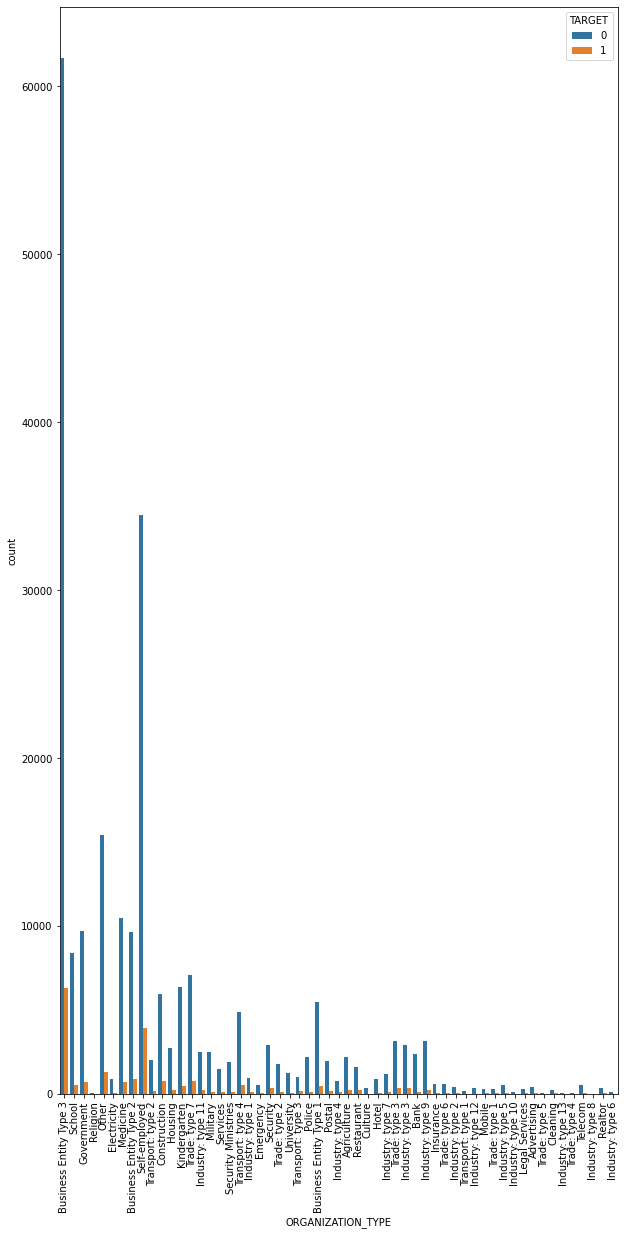 TARGET
0
1
60000
50000
40000
30000
20000
10000
0
count
Business Entity Type 3
School
Government
Religion
Other
Electricity
Medicine
Business Entity Type 2
Self-employed
Transport: type 2
Construction
Housing
Kindergarten
Trade: type 7
Industry: type 11
Military
Services
Security Ministries
Transport: type 4
Industry: type 1
Emergency
Security
Trade: type 2
University
Transport: type 3
Police
Business Entity Type 1
Postal
Industry: type 4
Agriculture
Restaurant
Culture
Hotel
Industry: type 7
Trade: type 3
Industry: type 3
Bank
Industry: type 9
Insurance
Trade: type 6
Industry: type 2
Transport: type 1
Industry: type 12
Mobile
Trade: type 1
Industry: type 5
Industry: type 10
Legal Services
Advertising
Trade: type 5
Cleaning
Industry: type 13
Trade: type 4
Telecom
Industry: type 8
Realtor
Industry: type 6
ORGANIZATION_TYPE